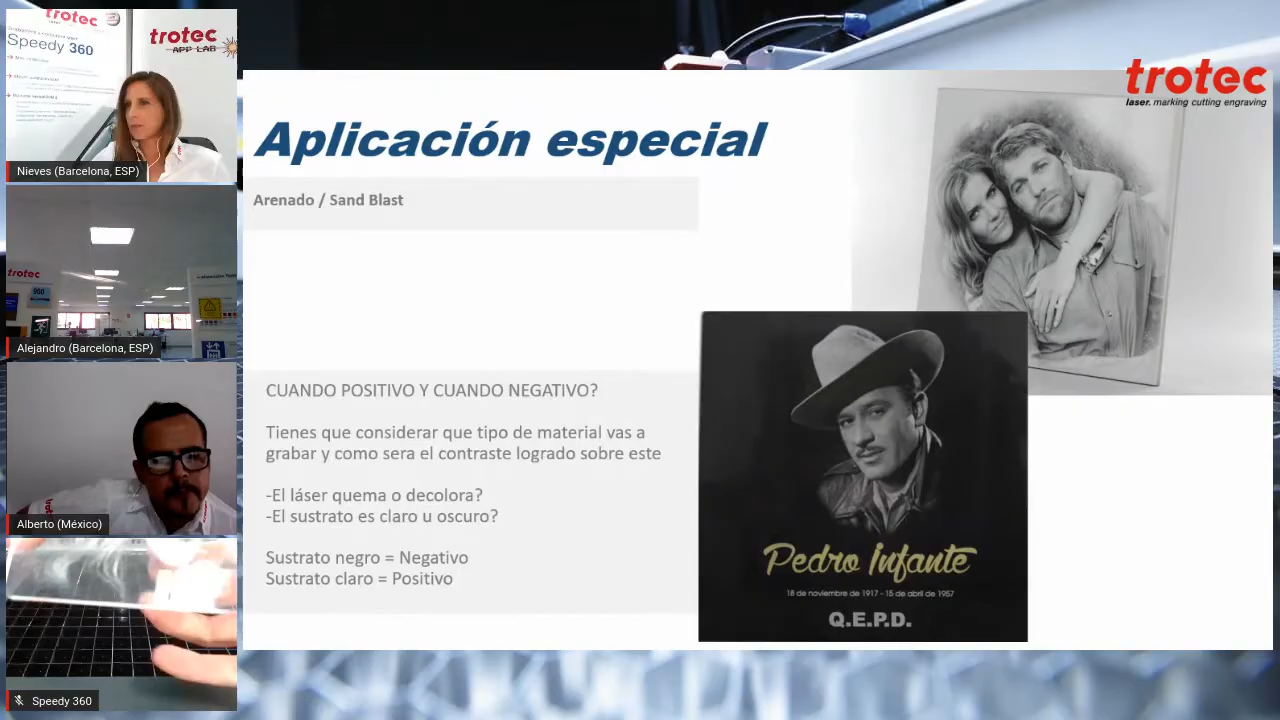 trotec
Speedy 360
trotec
APP LAB
Nieves (Barcelona, ESP)
trotec
900
Alejandro (Barcelona, ESP)
Alberto (México)
Speedy 360
trotec
laser. marking cutting engraving
Aplicación especial
Arenado / Sand Blast
CUANDO POSITIVO Y CUANDO NEGATIVO?
Tienes que considerar que tipo de material vas a
grabar y como sera el contraste logrado sobre este
-El láser quema o decolora?
-El sustrato es claro u oscuro?
Sustrato negro = Negativo
Sustrato claro = Positivo
Pedro Infante
18 de noviembre de 1917 - 15 de abril de 1957
Q.E.P.D.